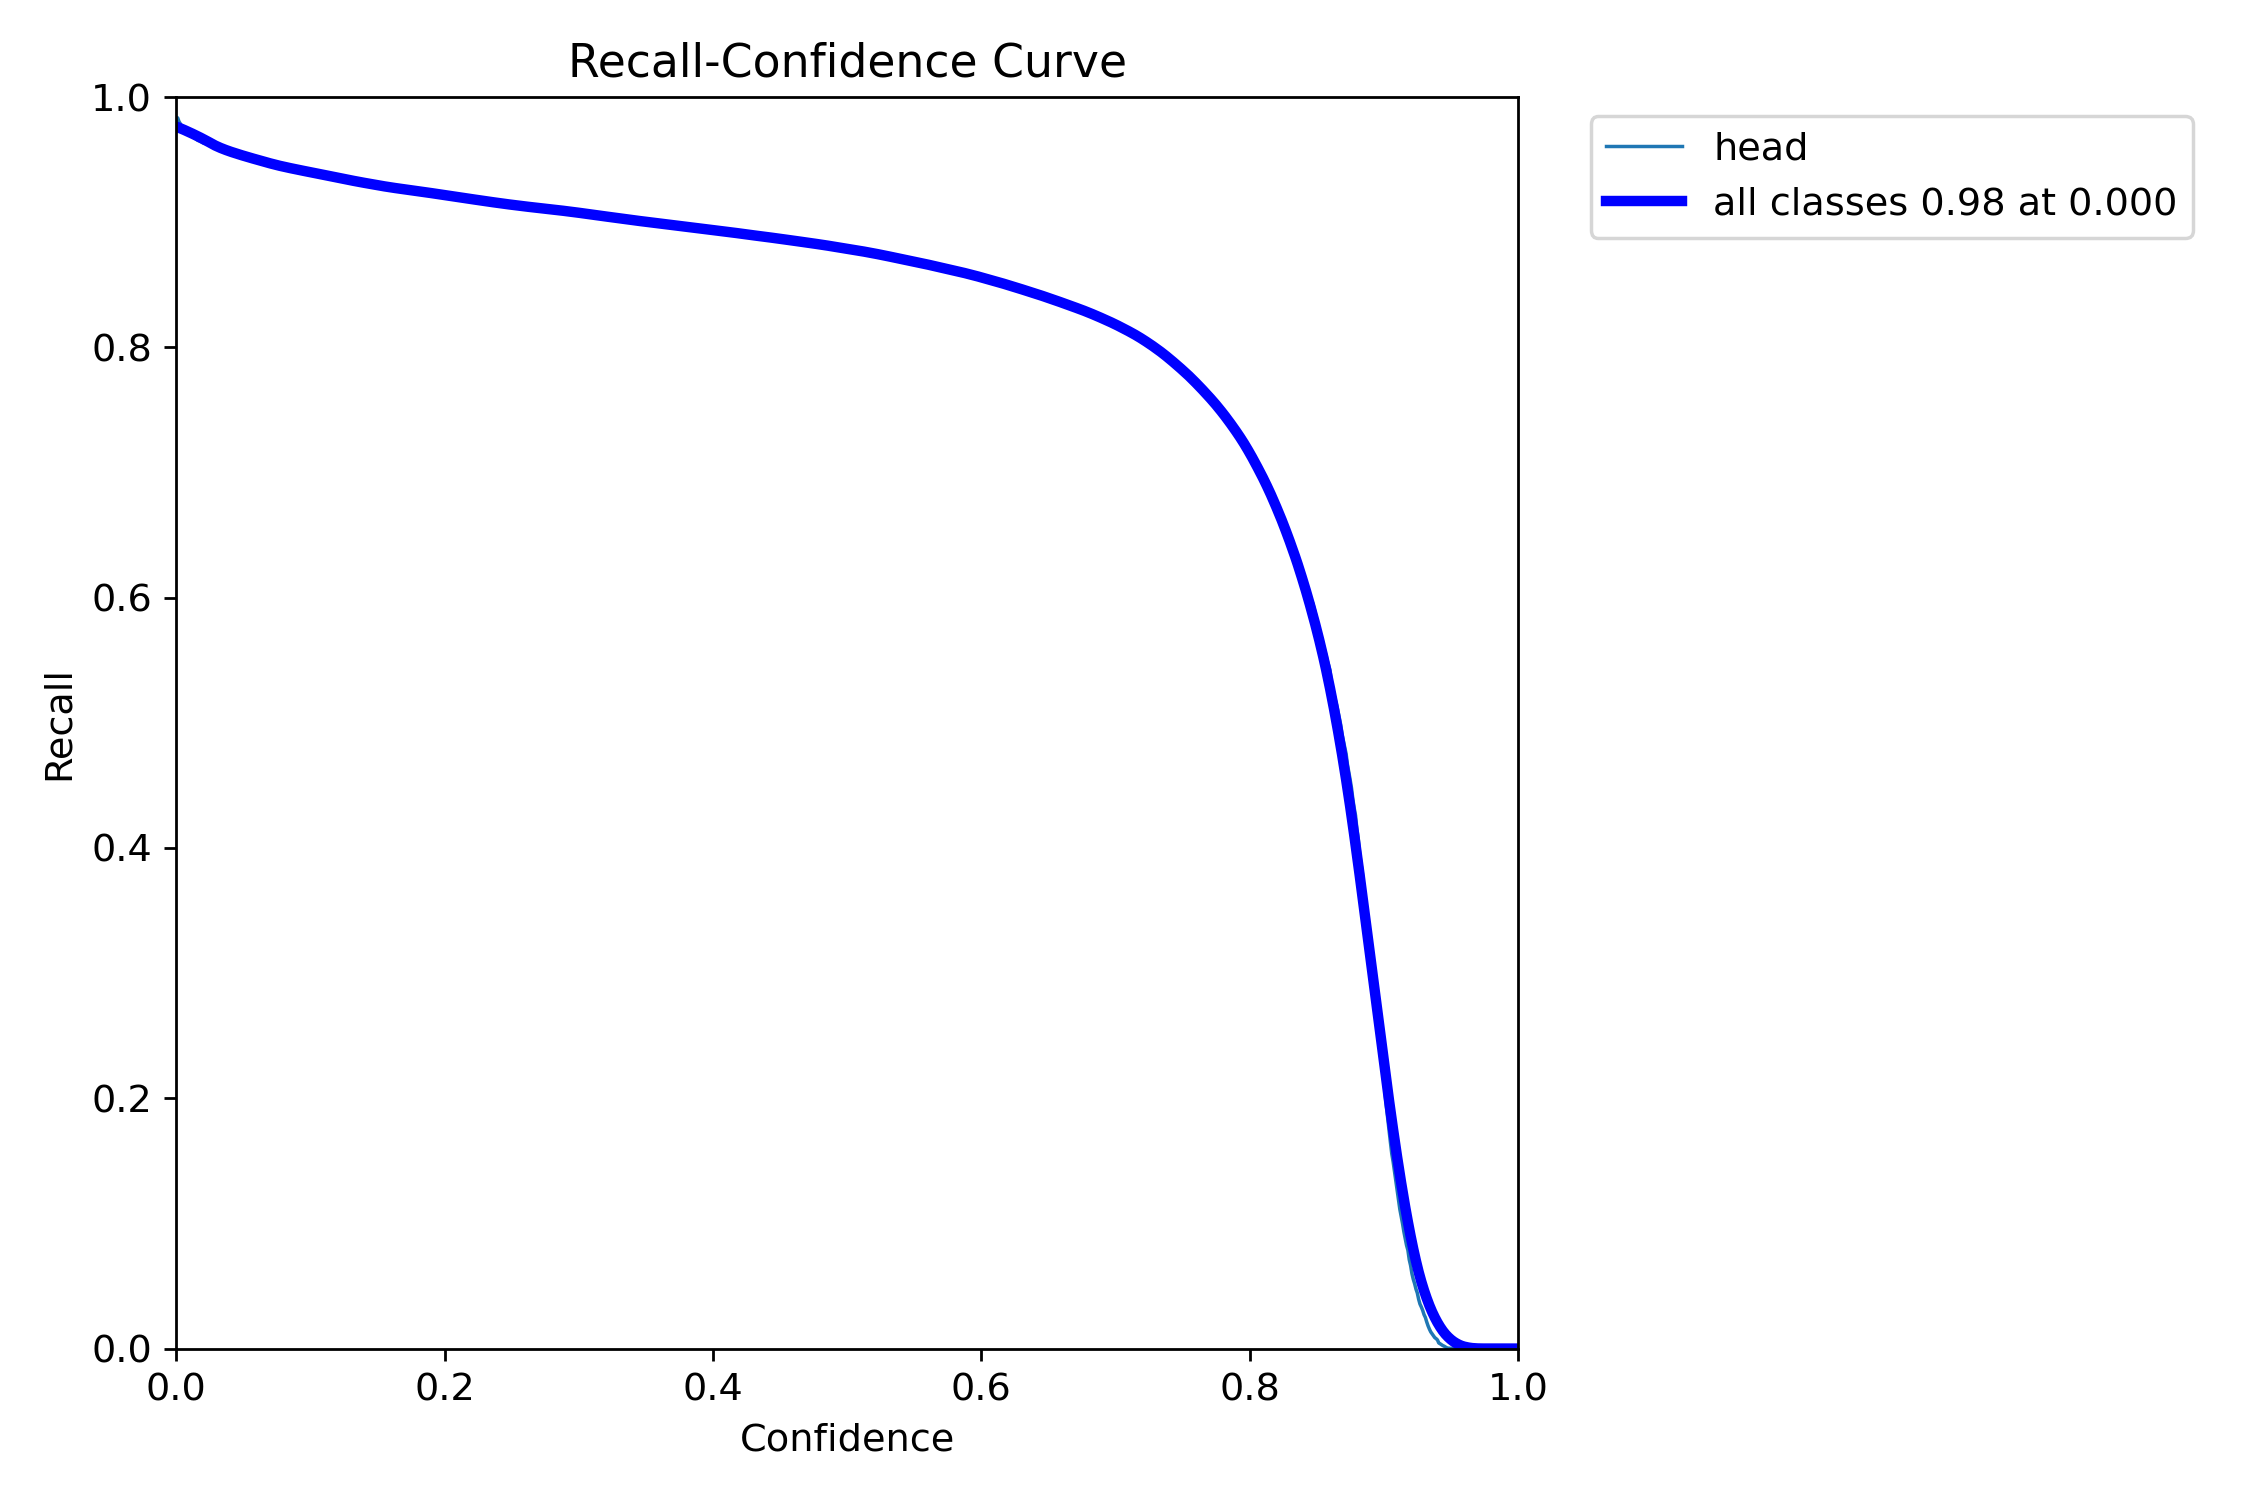 Recall-Confidence Curve
1.0
0.8
0.6
0.4
0.2
0.0
Recall
0.0 0.2 0.4 0.6 0.8 1.0
Confidence
head
all classes 0.98 at 0.000